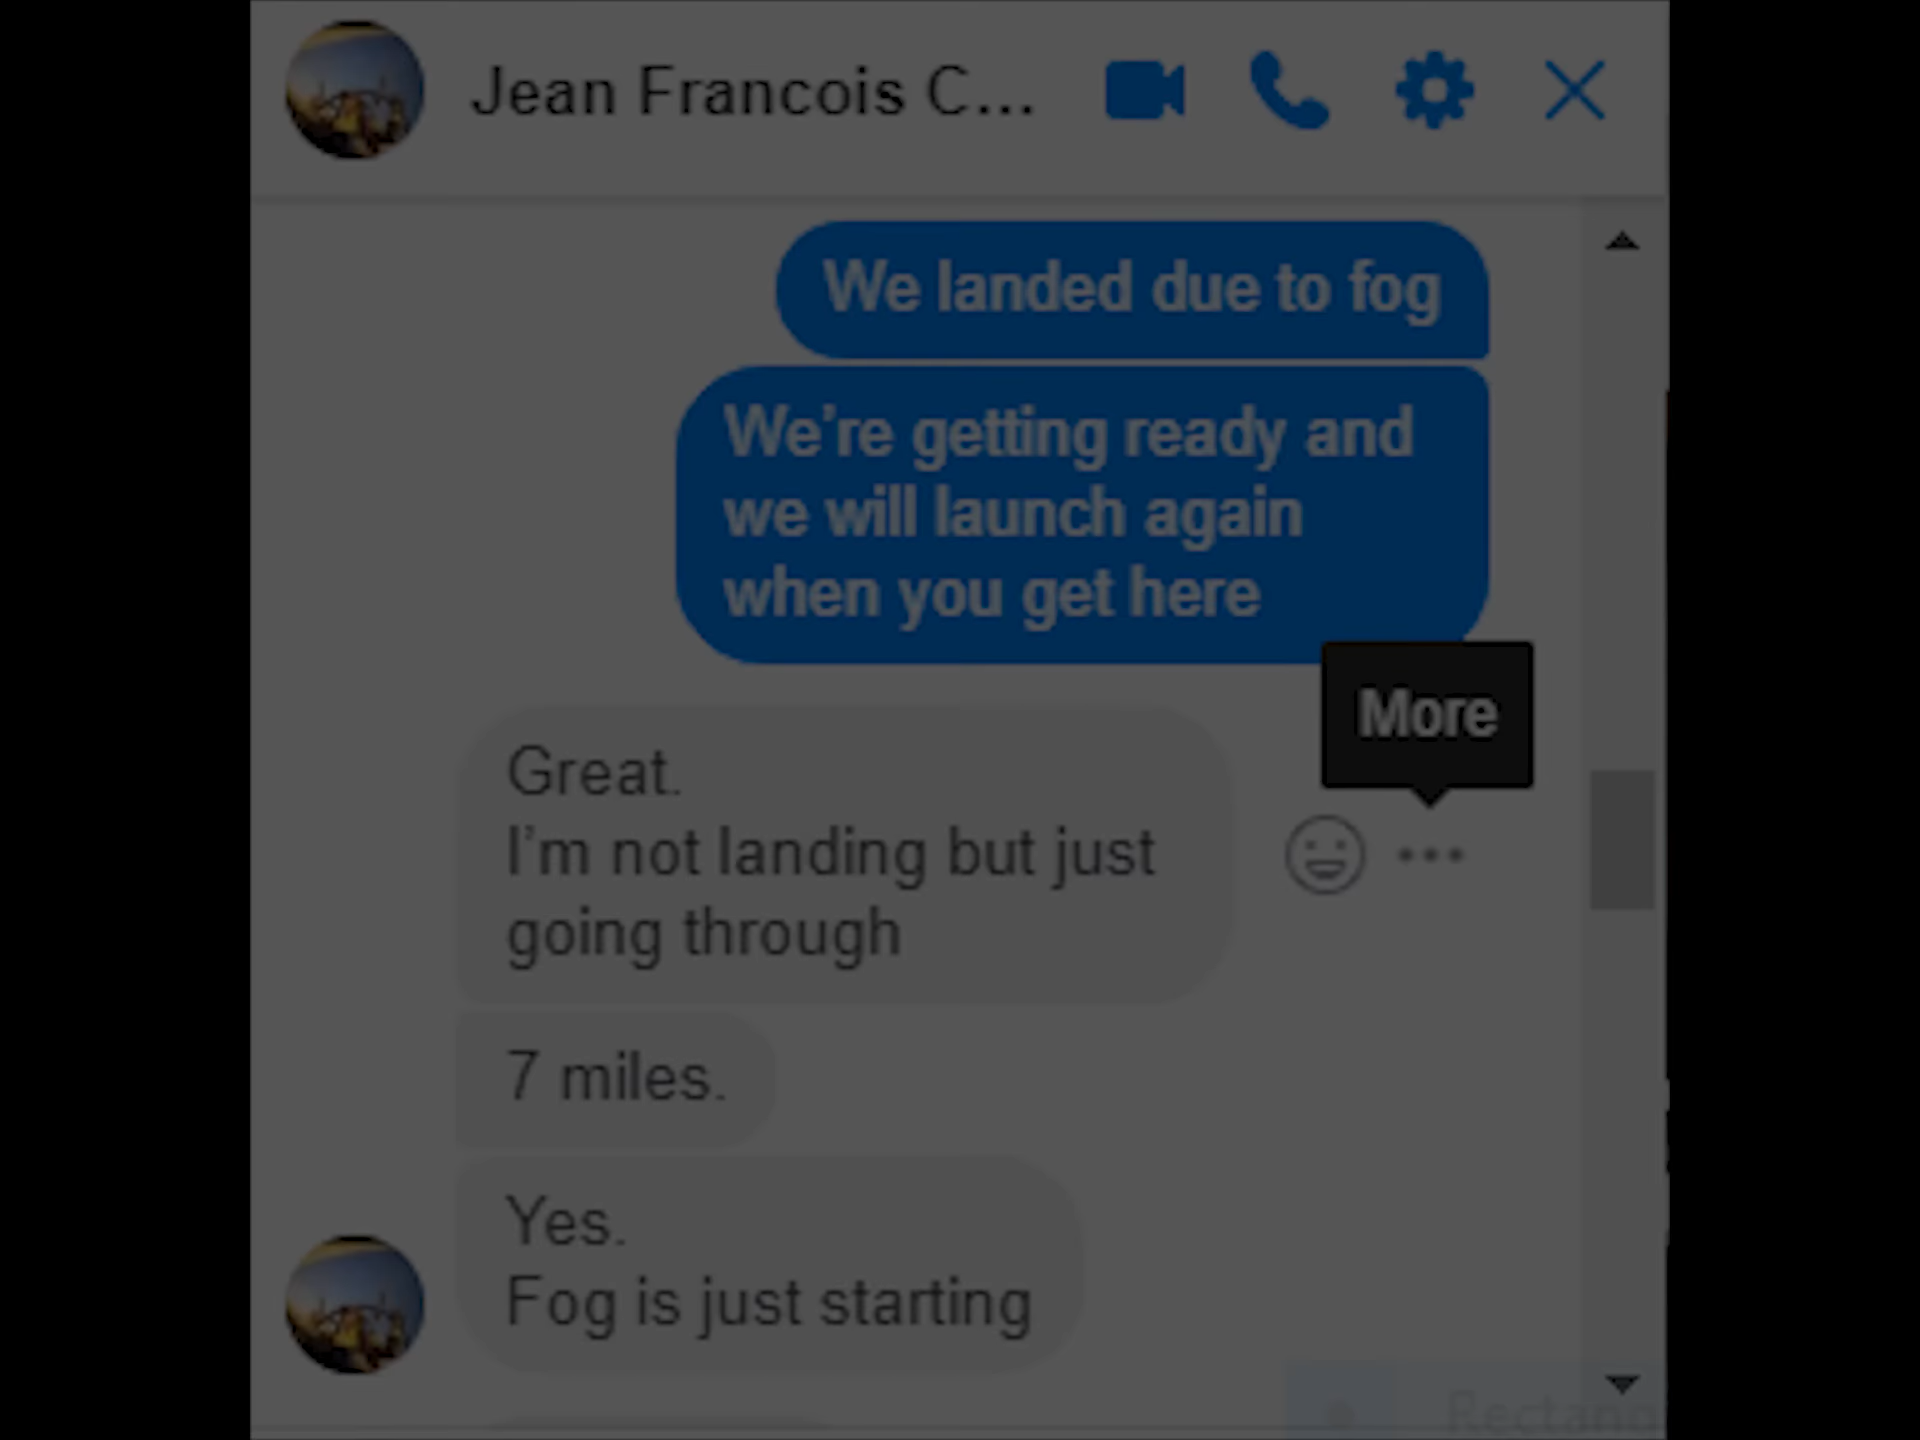 Jean Francois C...
We landed due to fog
We're getting ready and
we will launch again
when you get here
More
Great.
I'm not landing but just
going through
7 miles.
Yes.
Fog is just starting